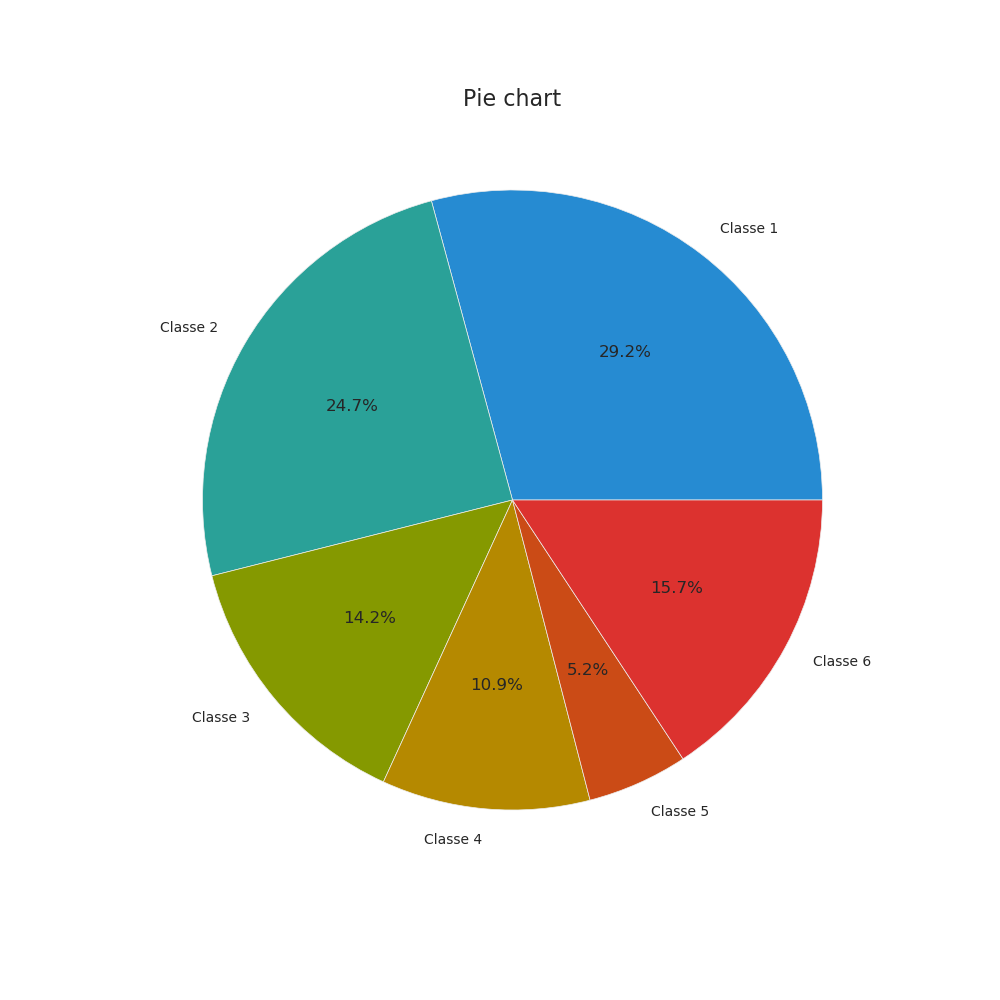 Pie chart
Classe 1
29.2%
Classe 2
24.7%
Classe 3
14.2%
Classe 4
10.9%
Classe 5
5.2%
Classe 6
15.7%